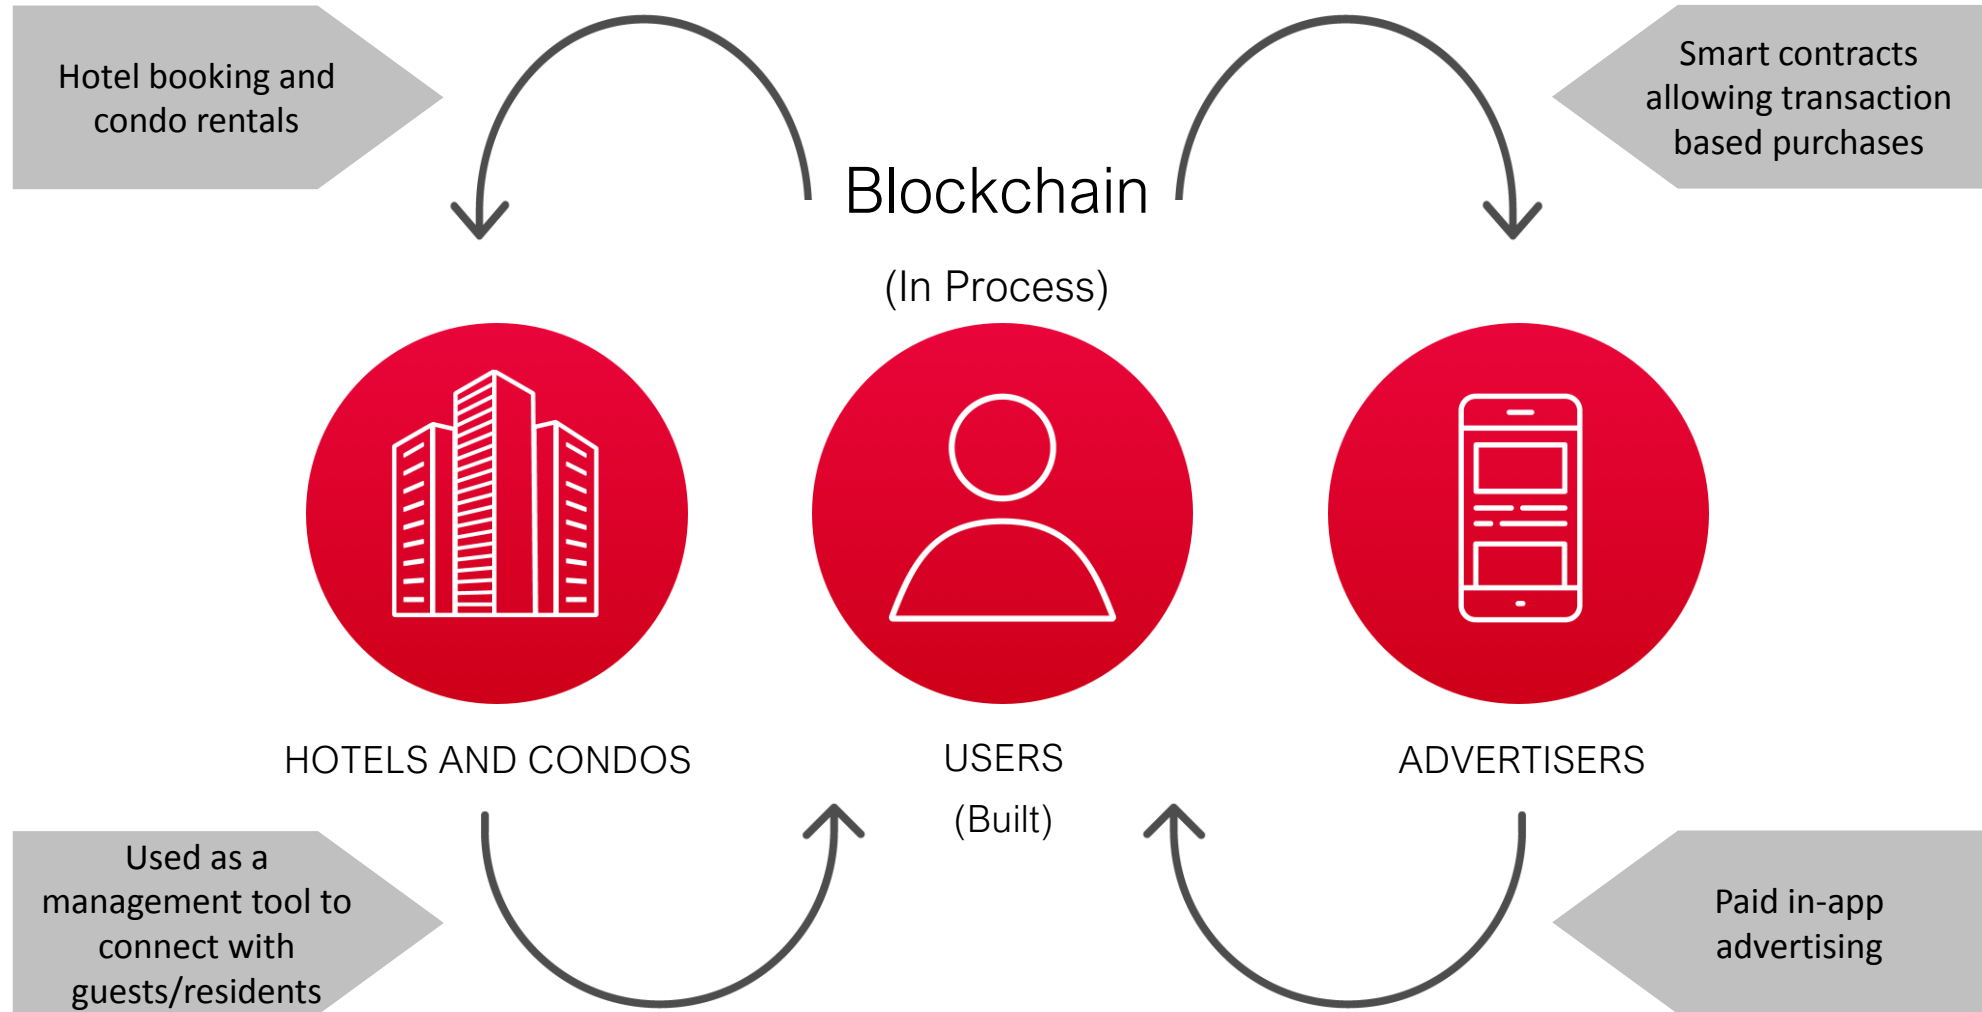 Hotel booking and
condo rentals
Smart contracts
allowing transaction
based purchases
Blockchain
(In Process)
HOTELS AND CONDOS
USERS
(Built)
ADVERTISERS
Used as a
management tool to
connect with
guests/residents
Paid in-app
advertising